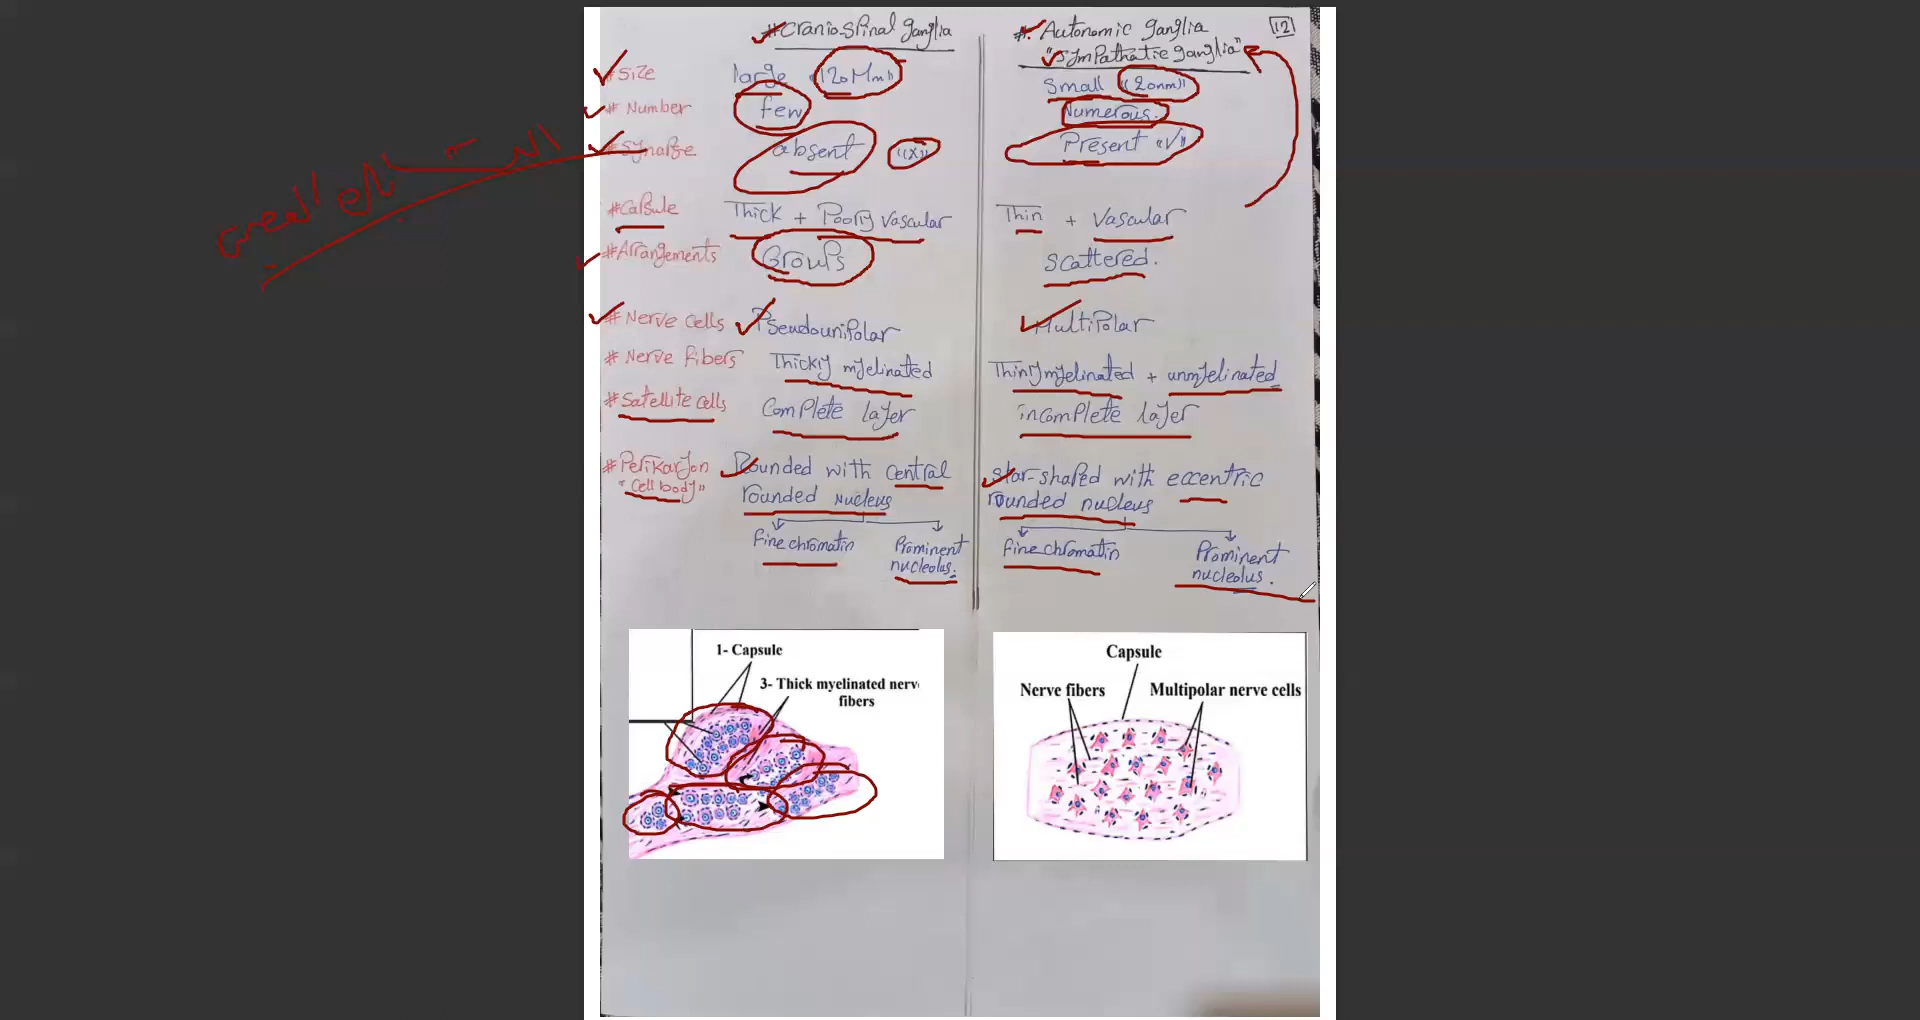 # Cranio-spinal ganglia
# Autonomic ganglia
12
"sympathatic ganglia"
# Size large "120 Mm" small "20nm"
# Number few Numerous.
# Synapse absent "X" Present "√"
# Capsule Thick + Poorly vascular Thin + Vascular
# Arrangements Groups scattered.
# Nerve cells Pseudounipolar Multipolar
# Nerve fibers Thickly myelinated Thinly myelinated + unmyelinated
# Satellite cells complete layer incomplete layer
# Perikaryon Rounded with central star-shaped with eccentric
"Cell body" rounded nucleus rounded nucleus
Fine chromatin Prominent fine chromatin Prominent
nucleolus. nucleolus.
1- Capsule
3- Thick myelinated nerv
fibers
Capsule
Nerve fibers Multipolar nerve cells